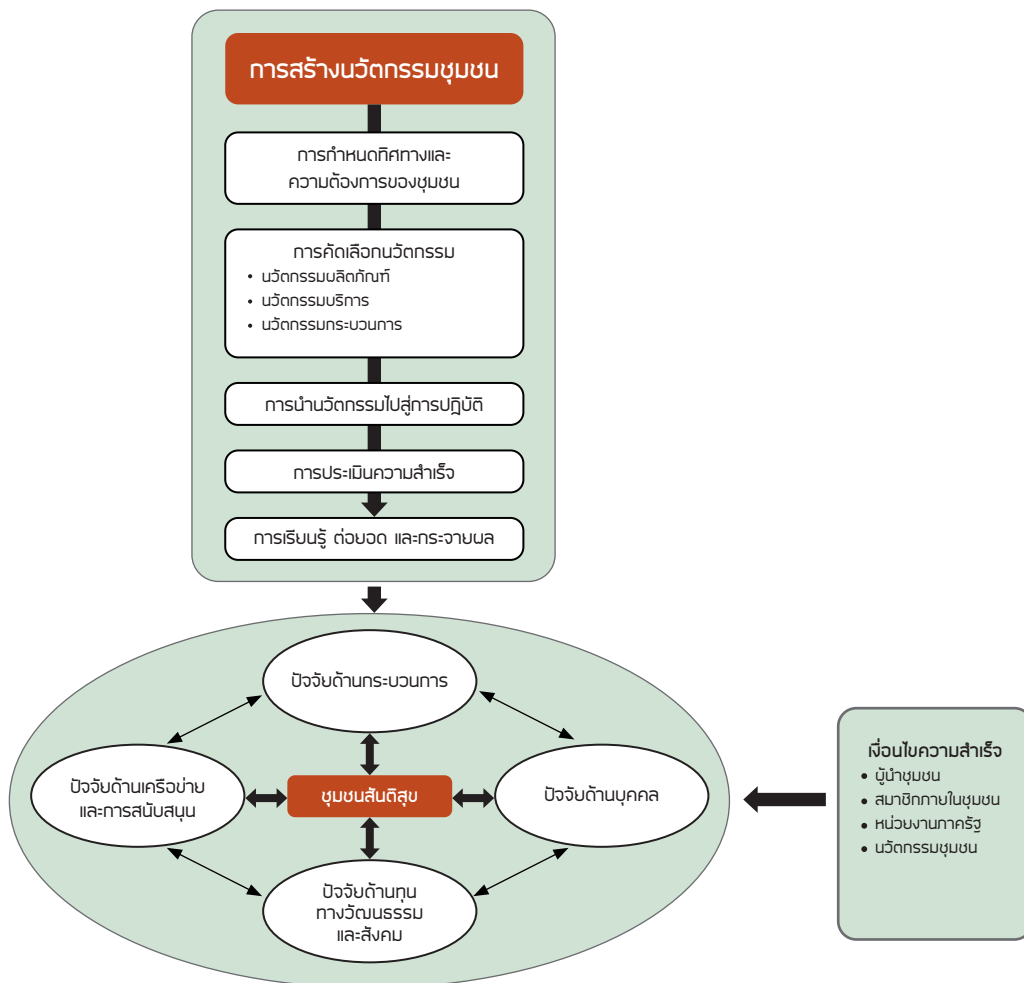 การสร้างนวัตกรรมชุมชน
การกำหนดทิศทางและ
ความต้องการของชุมชน
การคัดเลือกนวัตกรรม
• นวัตกรรมผลิตภัณฑ์
• นวัตกรรมบริการ
• นวัตกรรมกระบวนการ
การนำนวัตกรรมไปสู่การปฏิบัติ
การประเมินความสำเร็จ
การเรียนรู้ ต่อยอด และกระจายผล
ปัจจัยด้านกระบวนการ
ปัจจัยด้านเครือข่าย
และการสนับสนุน
ชุมชนสันติสุข
ปัจจัยด้านบุคคล
ปัจจัยด้านทุน
ทางวัฒนธรรม
และสังคม
เงื่อนไขความสำเร็จ
• ผู้นำชุมชน
• สมาชิกภายในชุมชน
• หน่วยงานภาครัฐ
• นวัตกรรมชุมชน